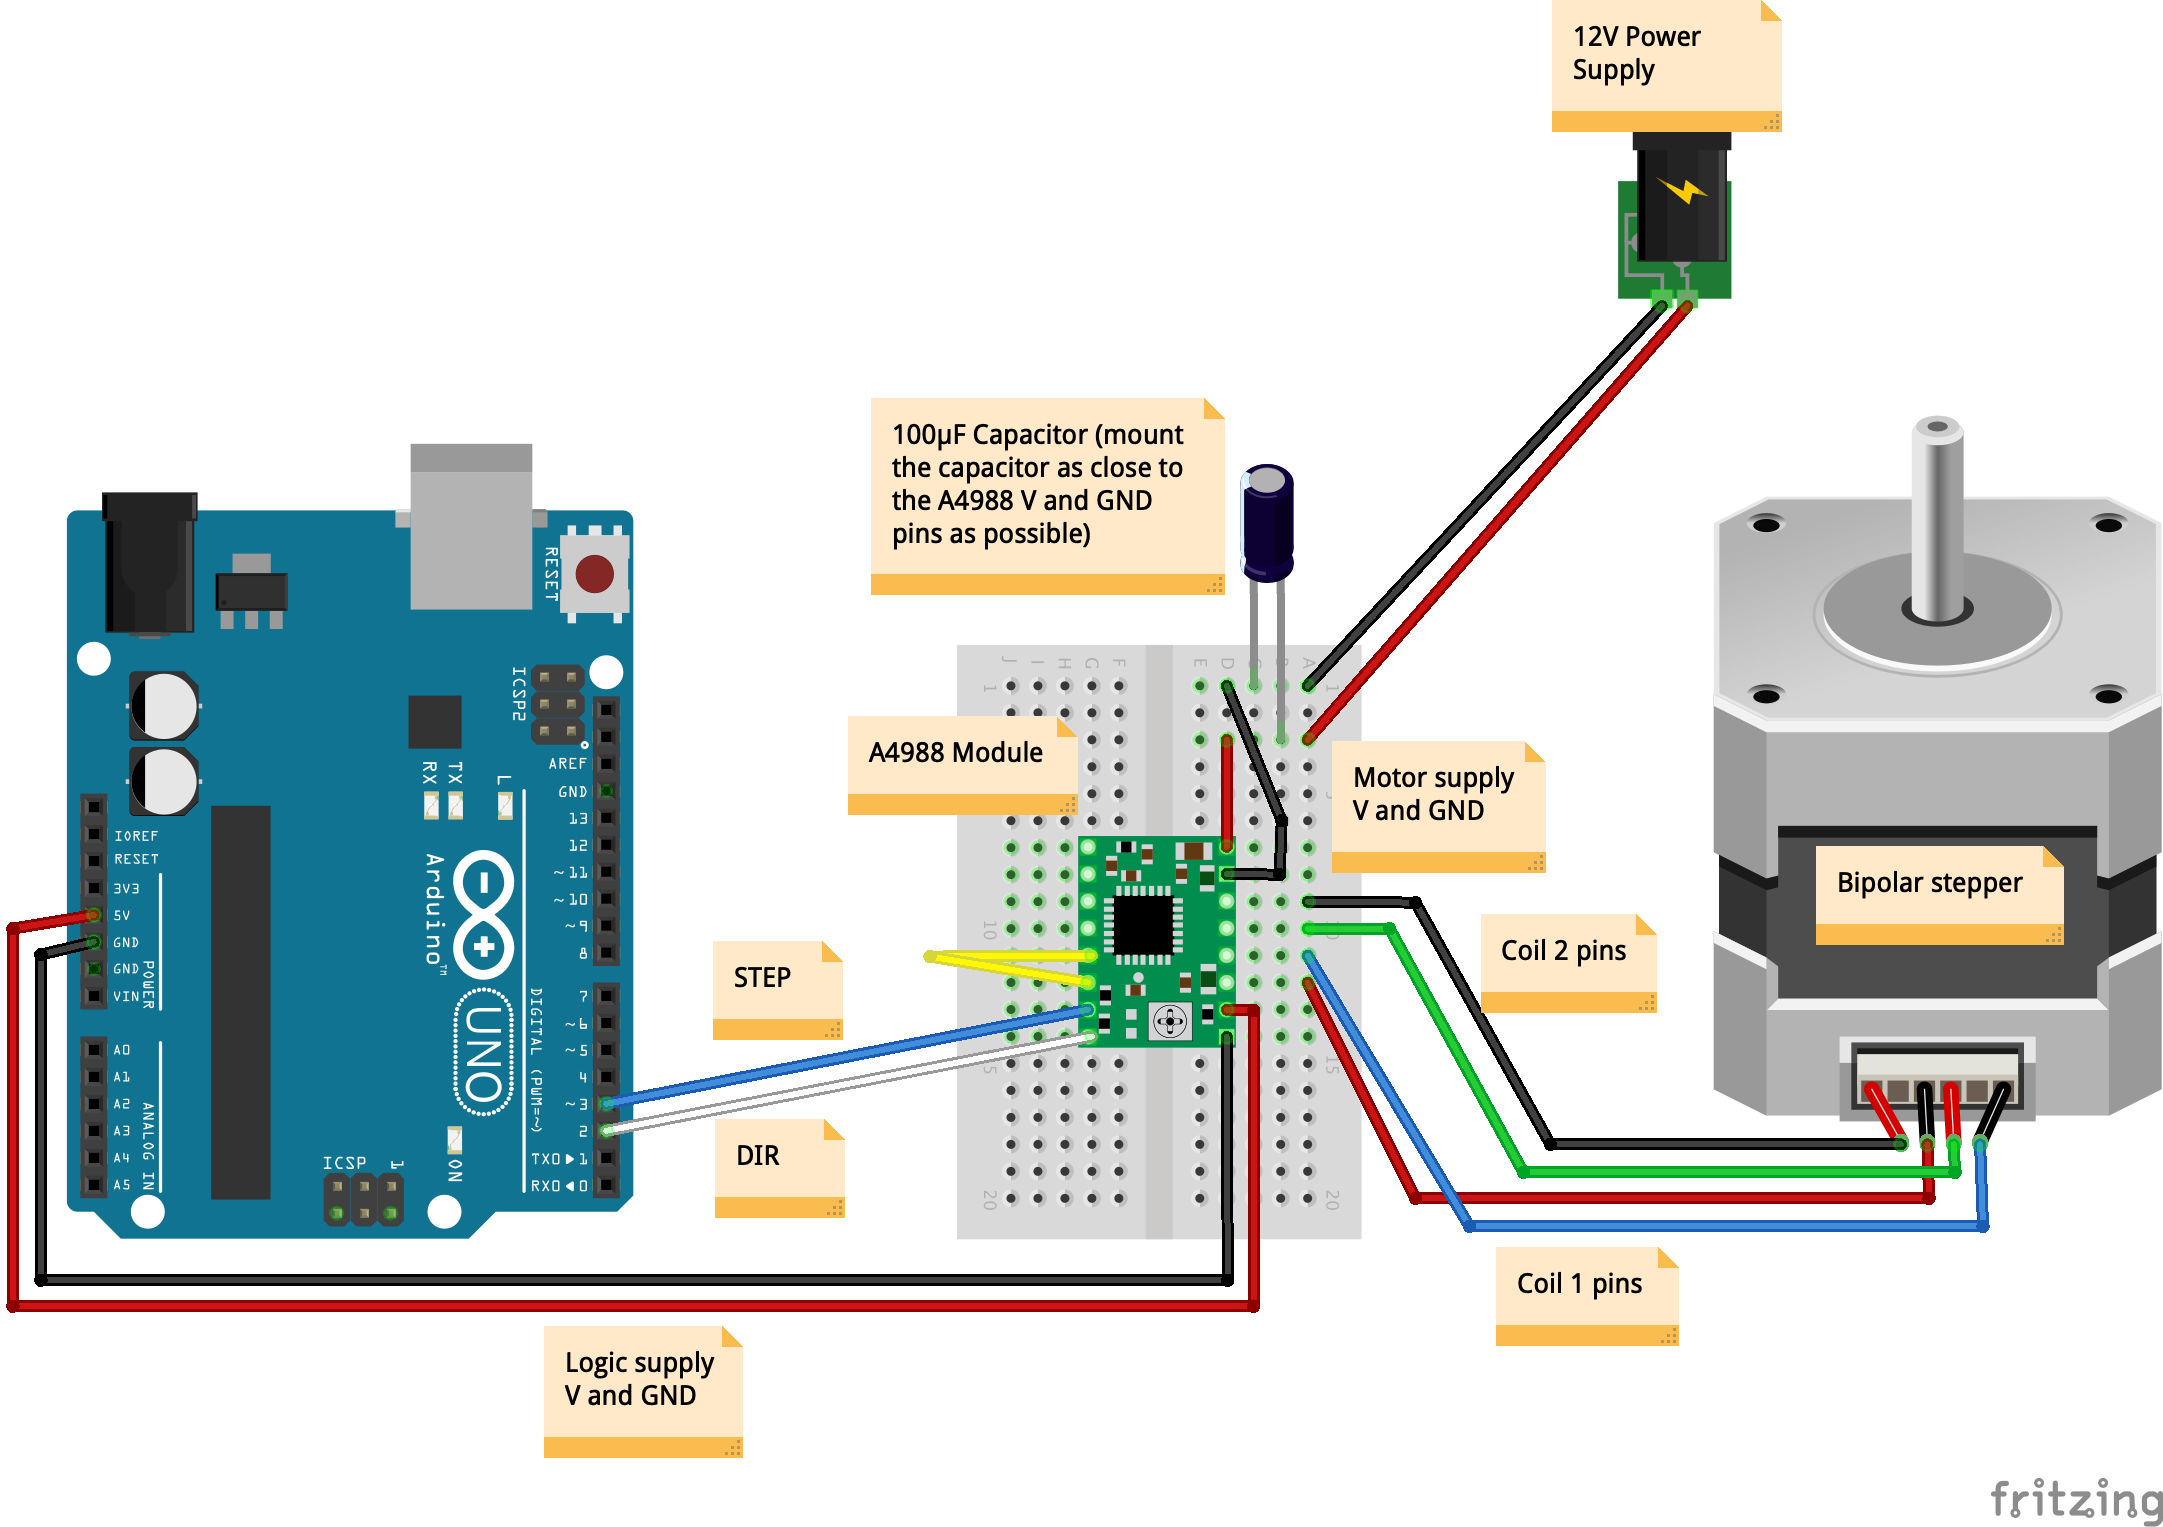 12V Power
Supply
100µF Capacitor (mount
the capacitor as close to
the A4988 V and GND
pins as possible)
A4988 Module
Motor supply
V and GND
Bipolar stepper
Coil 2 pins
STEP
DIR
Coil 1 pins
Logic supply
V and GND
RESET
ICSP2
RX
TX
L
AREF
GND
13
12
~11
~10
~9
8
7
~6
~5
4
~3
2
TX0▶1
RX0◀0
DIGITAL (PWM=~)
Arduino™
UNO
IOREF
RESET
3V3
5V
GND
GND
VIN
POWER
A0
A1
A2
A3
A4
A5
ANALOG IN
ICSP
1
ON
J I H G F E D A
1 1
10
15
20 20
fritzing